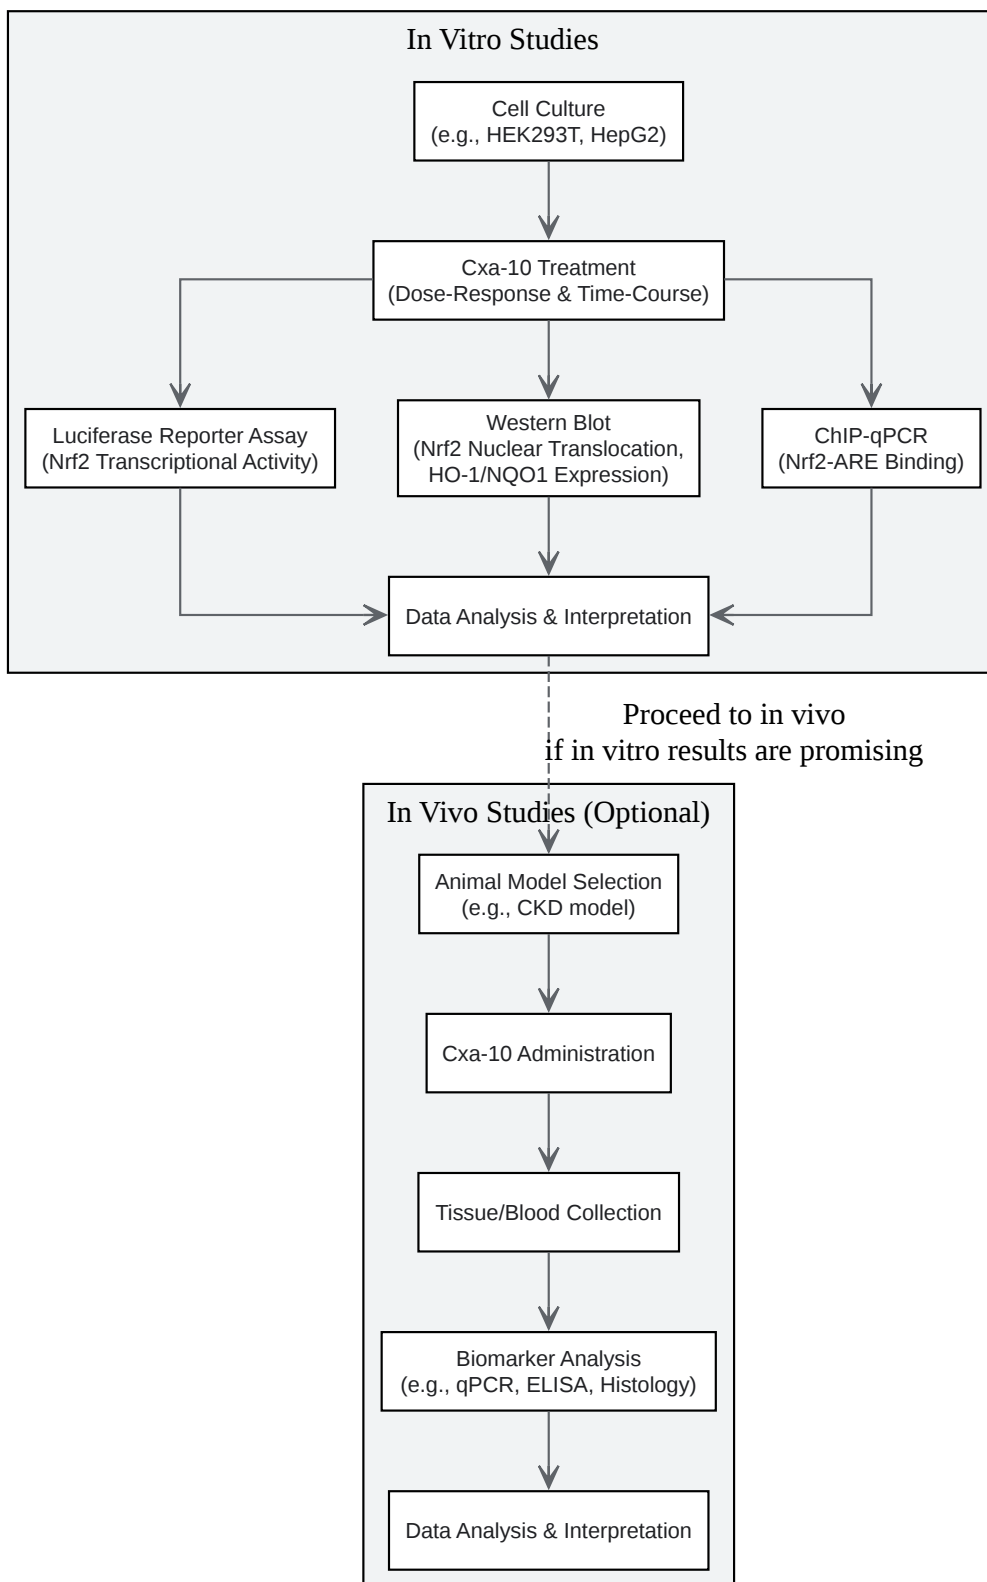 In Vitro Studies
Cell Culture
(e.g., HEK293T, HepG2)
Cxa-10 Treatment
(Dose-Response & Time-Course)
Luciferase Reporter Assay
(Nrf2 Transcriptional Activity)
Western Blot
(Nrf2 Nuclear Translocation,
HO-1/NQO1 Expression)
ChIP-qPCR
(Nrf2-ARE Binding)
Data Analysis & Interpretation
Proceed to in vivo
if in vitro results are promising
In Vivo Studies (Optional)
Animal Model Selection
(e.g., CKD model)
Cxa-10 Administration
Tissue/Blood Collection
Biomarker Analysis
(e.g., qPCR, ELISA, Histology)
Data Analysis & Interpretation